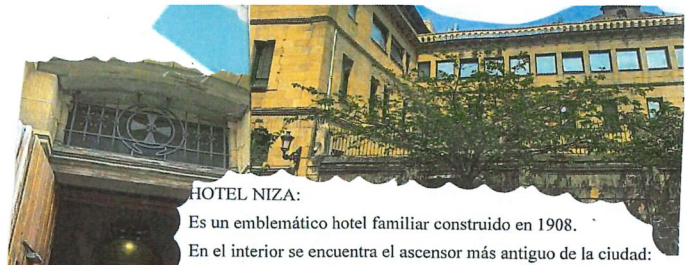 HOTEL NIZA:
Es un emblemático hotel familiar construido en 1908.
En el interior se encuentra el ascensor más antiguo de la ciudad: